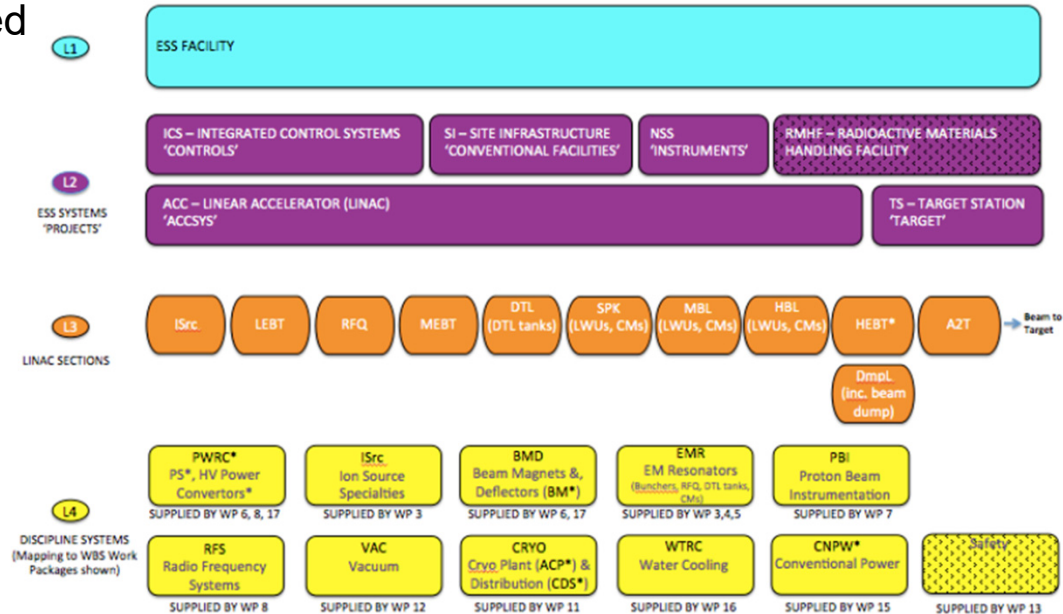 ed
L1
ESS FACILITY
ICS – INTEGRATED CONTROL SYSTEMS
'CONTROLS'
SI – SITE INFRASTRUCTURE
'CONVENTIONAL FACILITIES'
NSS
'INSTRUMENTS'
RMHF – RADIOACTIVE MATERIALS
HANDLING FACILITY
L2
ESS SYSTEMS
'PROJECTS'
ACC – LINEAR ACCELERATOR (LINAC)
'ACCSYS'
TS – TARGET STATION
'TARGET'
L3
LINAC SECTIONS
ISrc
LEBT
RFQ
MEBT
DTL
(DTL tanks)
SPK
(LWUs, CMs)
MBL
(LWUs, CMs)
HBL
(LWUs, CMs)
HEBT*
A2T
Beam to
Target
DmpL
(inc. beam
dump)
L4
DISCIPLINE SYSTEMS
(Mapping to WBS Work
Packages shown)
PWRC*
PS*, HV Power
Convertors*
SUPPLIED BY WP 6, 8, 17
ISrc
Ion Source
Specialties
SUPPLIED BY WP 3
BMD
Beam Magnets &,
Deflectors (BM*)
SUPPLIED BY WP 6, 17
EMR
EM Resonators
(Bunchers, RFQ, DTL tanks,
CMs)
SUPPLIED BY WP 3,4,5
PBI
Proton Beam
Instrumentation
SUPPLIED BY WP 7
RFS
Radio Frequency
Systems
SUPPLIED BY WP 8
VAC
Vacuum
SUPPLIED BY WP 12
CRYO
Cryo Plant (ACP*) &
Distribution (CDS*)
SUPPLIED BY WP 11
WTRC
Water Cooling
SUPPLIED BY WP 16
CNPW*
Conventional Power
SUPPLIED BY WP 15
Safety
SUPPLIED BY WP 13